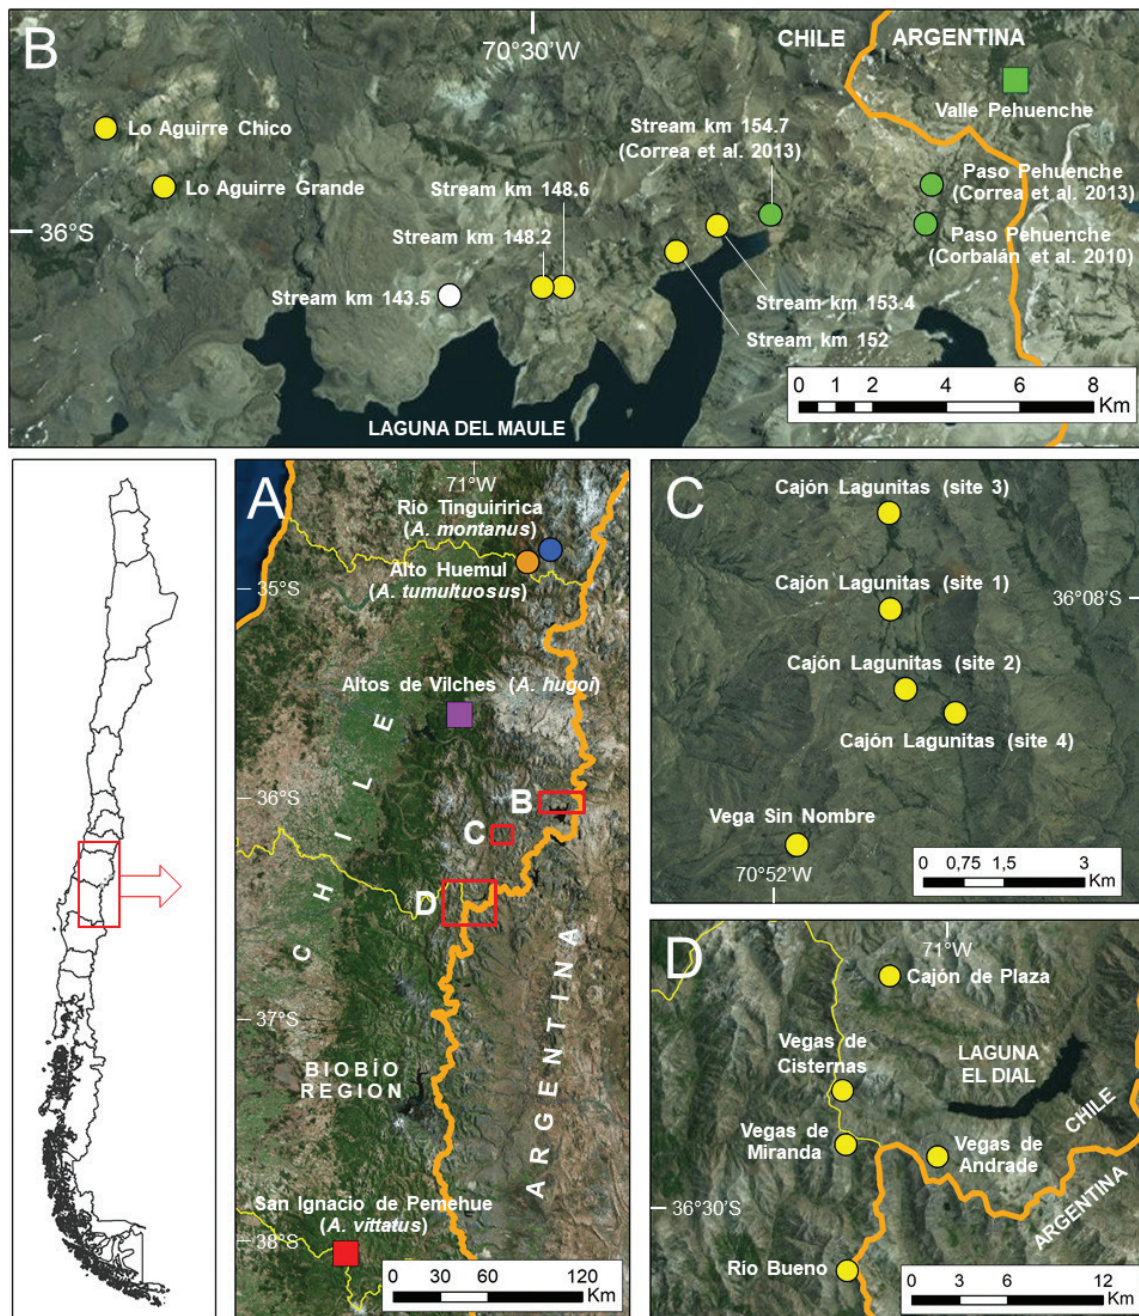 B
70°30'W
CHILE
ARGENTINA
Valle Pehuenche
Lo Aguirre Chico
Stream km 154.7
(Correa et al. 2013)
Lo Aguirre Grande
Stream km 148.6
Paso Pehuenche
(Correa et al. 2013)
36°S
Stream km 148.2
Paso Pehuenche
(Corbalán et al. 2010)
Stream km 143.5
Stream km 153.4
Stream km 152
LAGUNA DEL MAULE
0 1 2 4 6 8
Km
A
71°W
Río Tinguiririca
(A. montanus)
Alto Huemul
(A. tumultuosus)
35°S
Altos de Vilches (A. hugoi)
CHILE
36°S
B
C
D
ARGENTINA
37°S
BIOBÍO
REGION
San Ignacio de Pemehue
(A. vittatus)
38°S
0 30 60 120
Km
C
Cajón Lagunitas (site 3)
Cajón Lagunitas (site 1)
36°08'S
Cajón Lagunitas (site 2)
Cajón Lagunitas (site 4)
Vega Sin Nombre
70°52'W
0 0,75 1,5 3
Km
D
71°W
Cajón de Plaza
Vegas de
Cisternas
LAGUNA
EL DIAL
CHILE
Vegas de
Miranda
Vegas de
Andrade
ARGENTINA
36°30'S
Río Bueno
0 3 6 12
Km